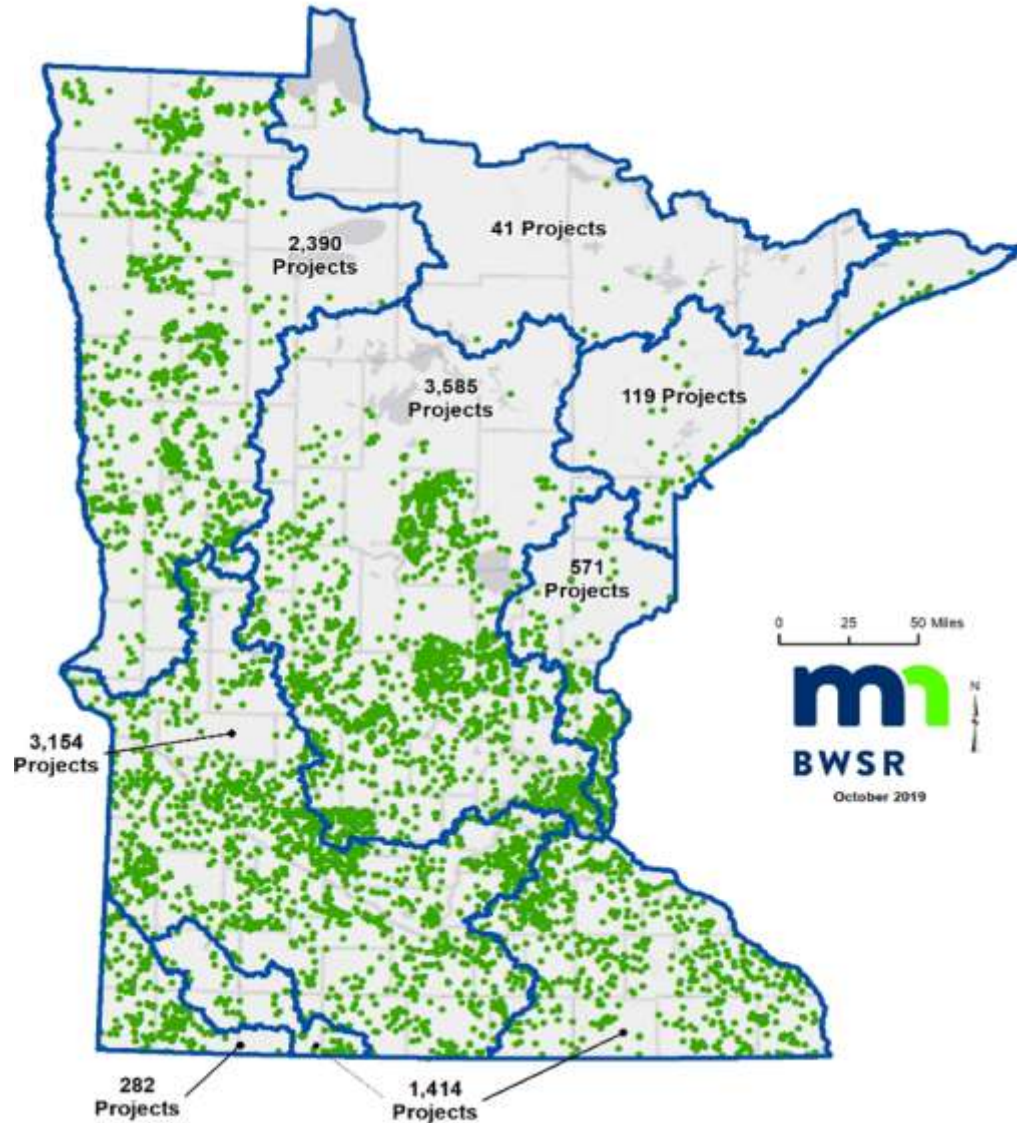 41 Projects
2,390
Projects
3,585
Projects
119 Projects
571
Projects
0 25 50 Miles
mn
N
3,154
Projects
BWSR
October 2019
282
Projects
1,414
Projects